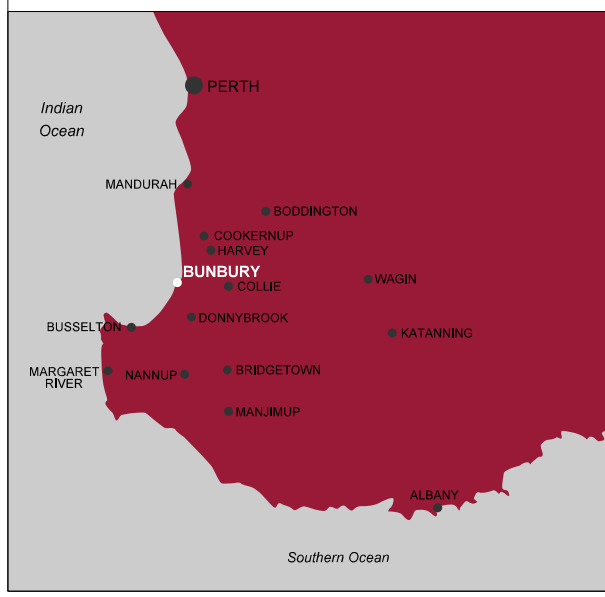 PERTH
Indian
Ocean
MANDURAH
BODDINGTON
COOKERNUP
HARVEY
BUNBURY
WAGIN
COLLIE
DONNYBROOK
BUSSELTON
KATANNING
MARGARET
RIVER
NANNUP
BRIDGETOWN
MANJIMUP
ALBANY
Southern Ocean